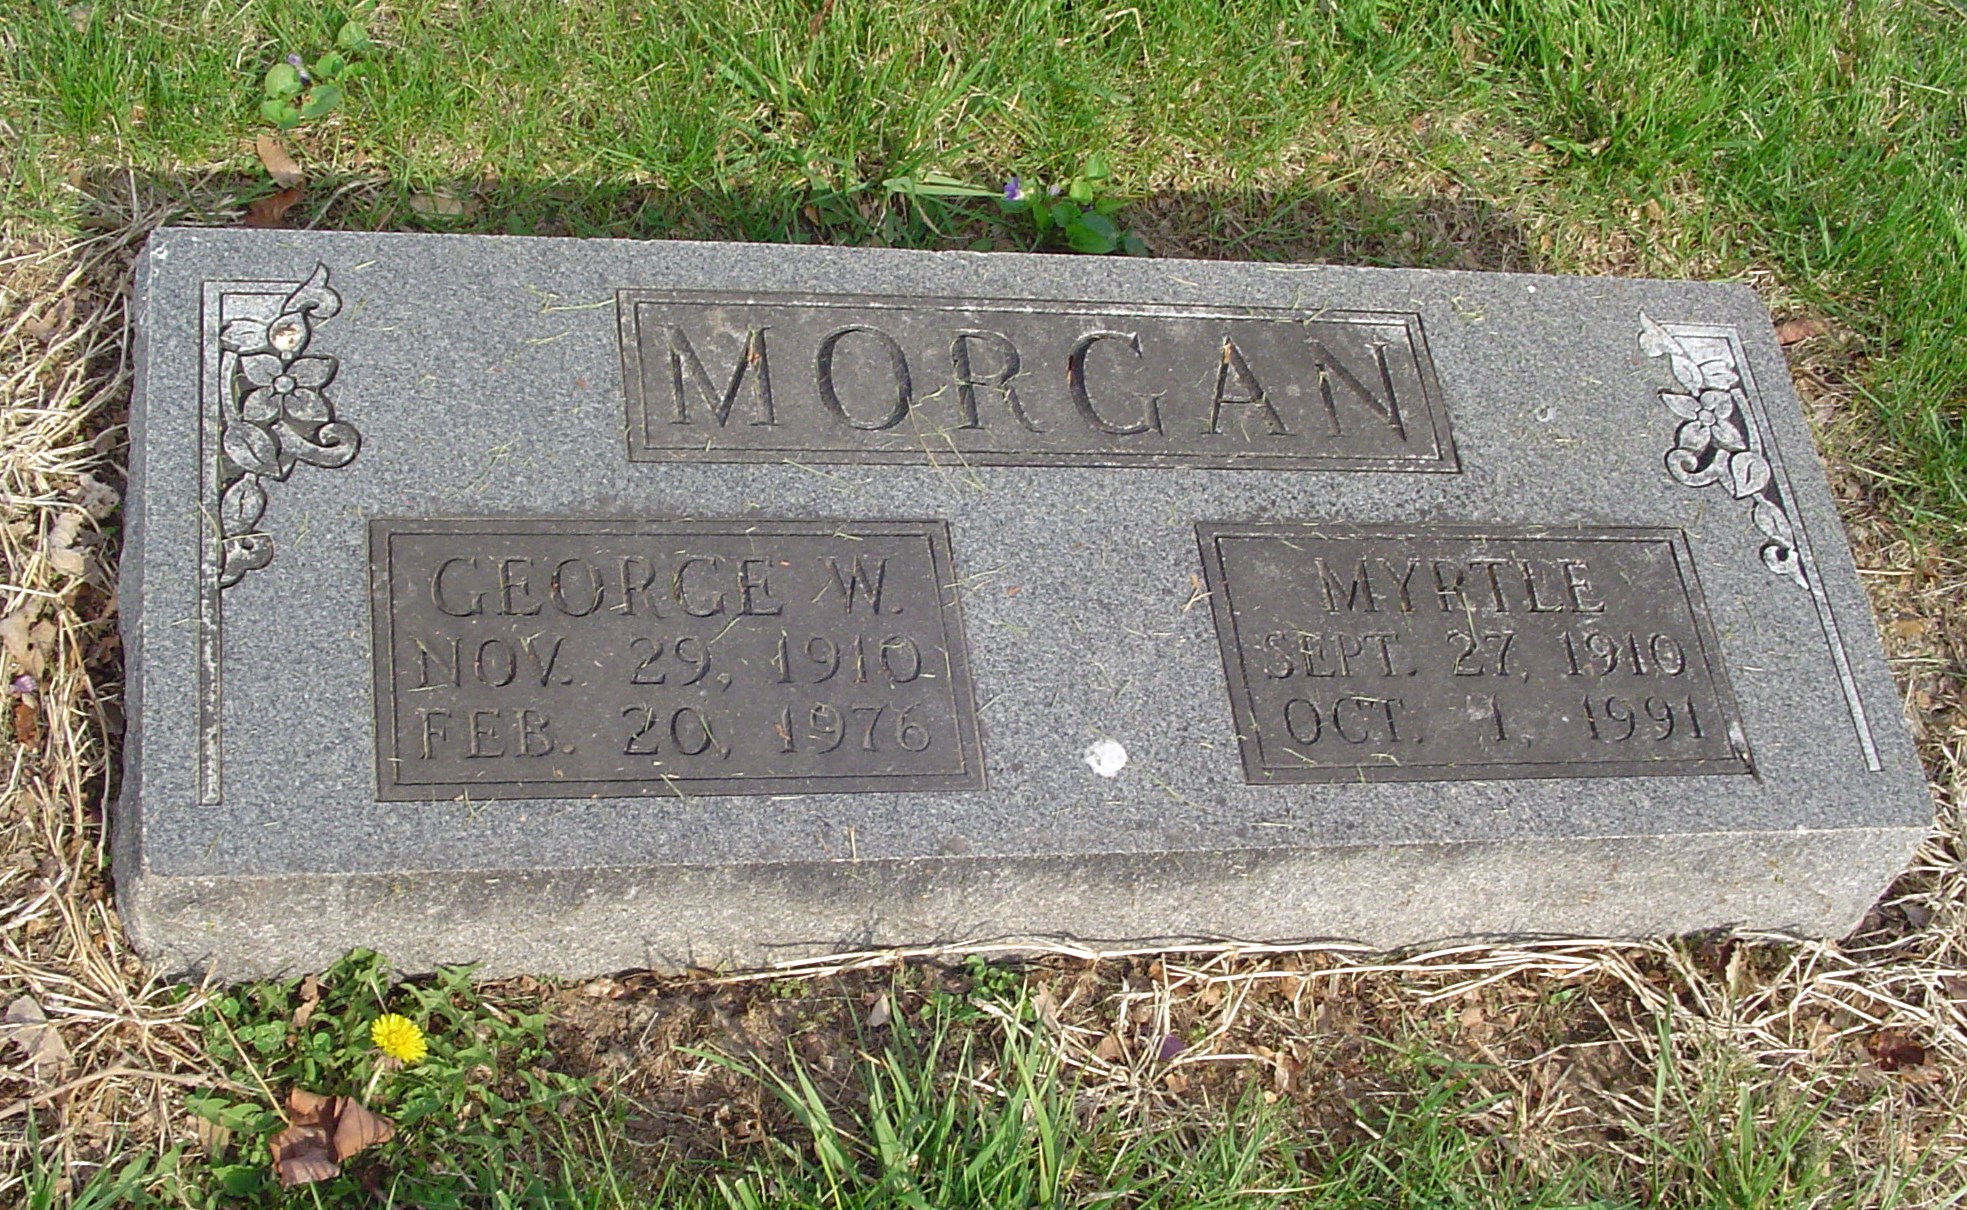 MORGAN
GEORGE W.
NOV. 29, 1910
FEB. 20, 1976
MYRTLE
SEPT. 27, 1910
OCT. 1, 1991